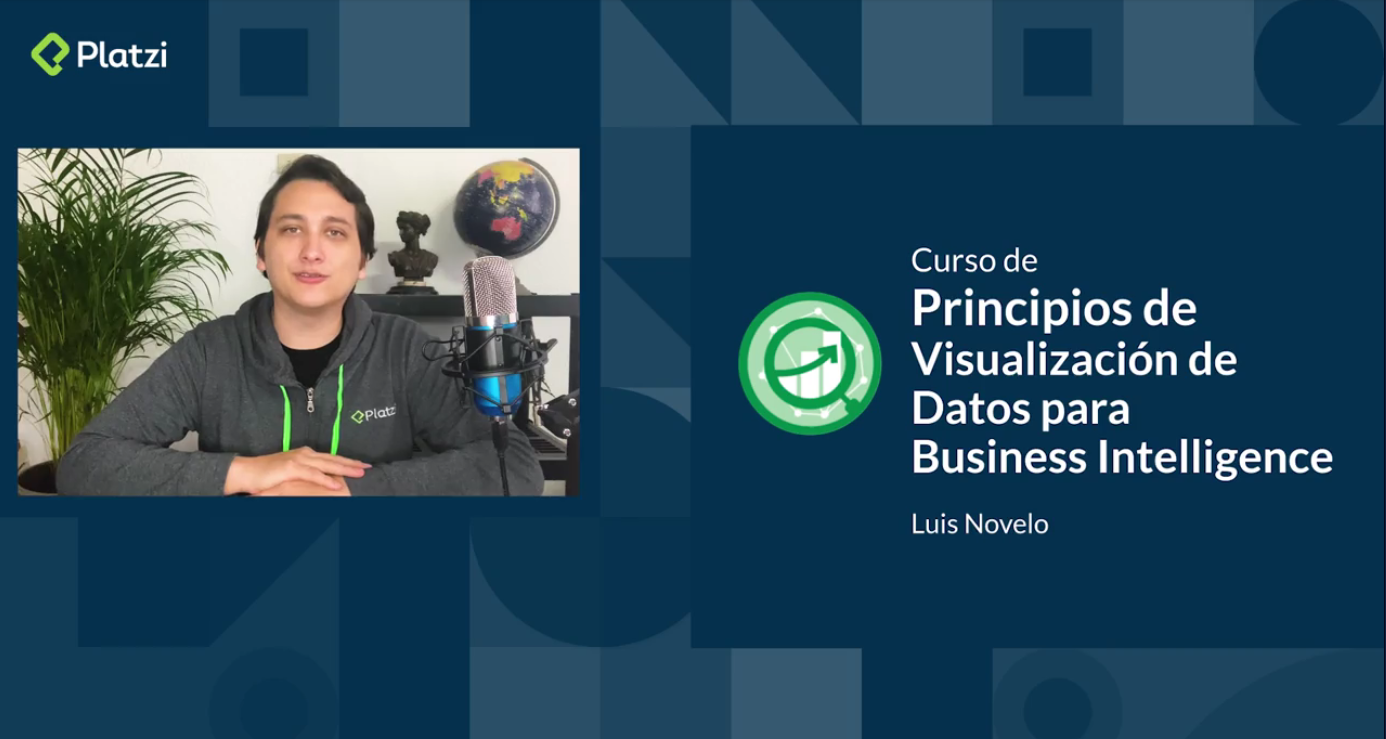 Platzi
Platzi
Curso de
Principios de
Visualización de
Datos para
Business Intelligence
Luis Novelo